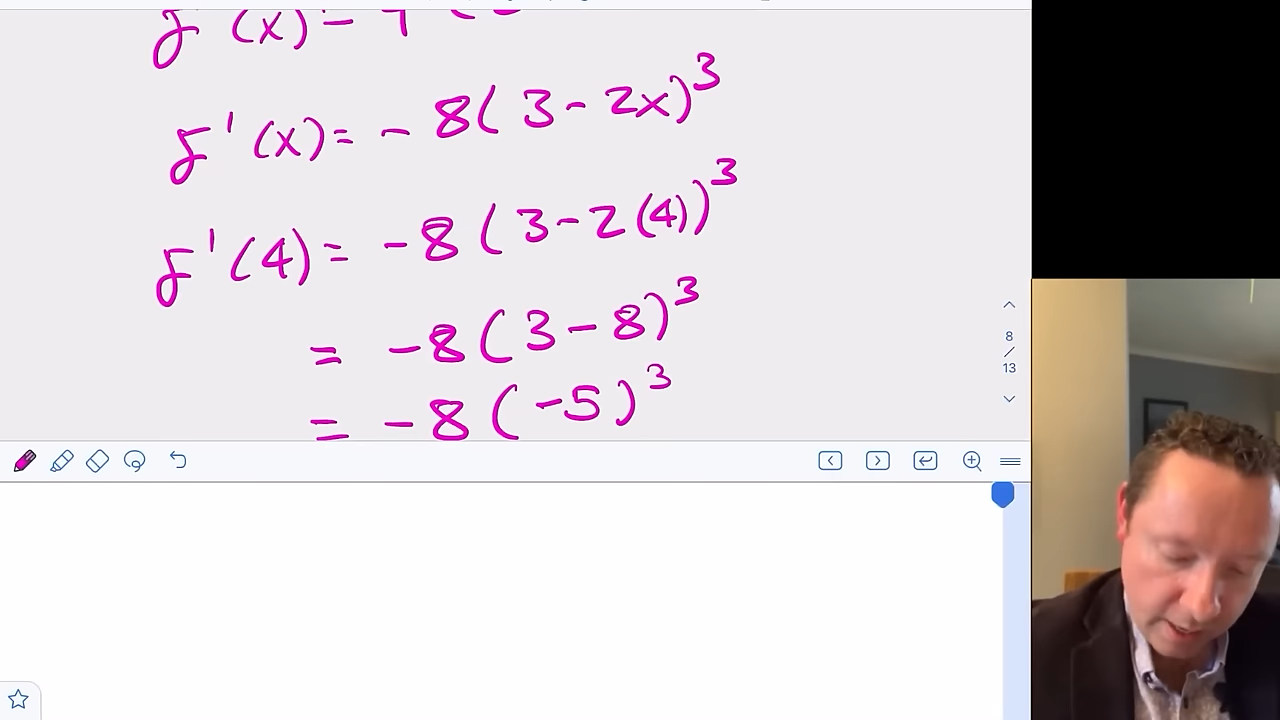 f'(x) = 4 (
f'(x) = -8(3-2x)³
f'(4) = -8(3-2(4))³
= -8(3-8)³
= -8(-5)³
8
/
13